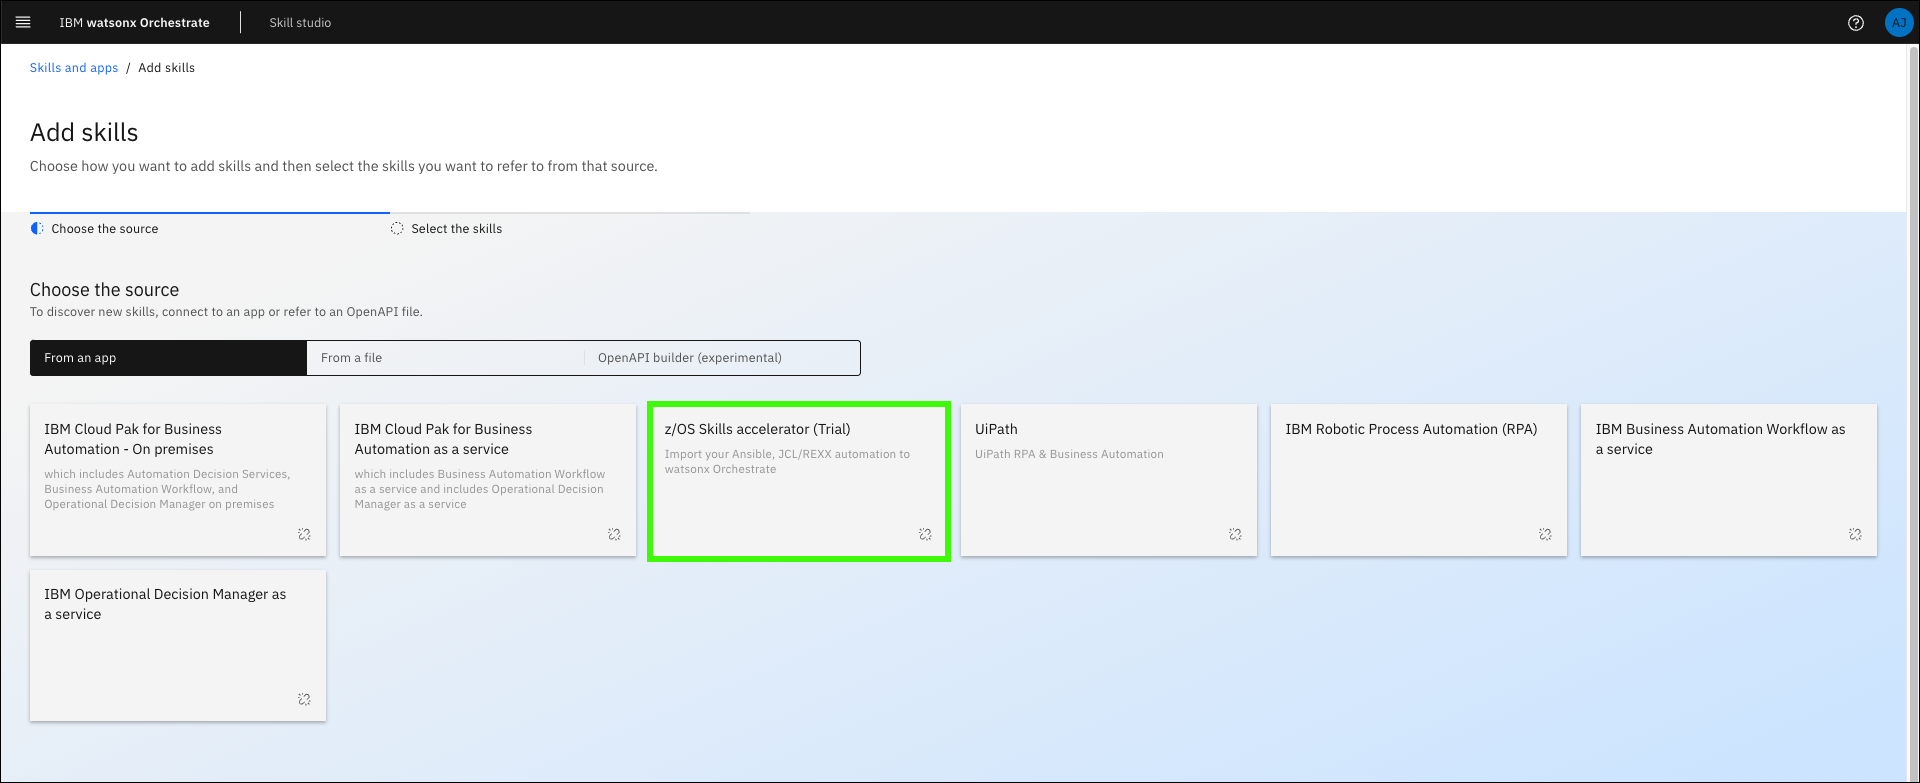 IBM watsonx Orchestrate Skill studio AJ
Skills and apps / Add skills
Add skills
Choose how you want to add skills and then select the skills you want to refer to from that source.
Choose the source
Select the skills
Choose the source
To discover new skills, connect to an app or refer to an OpenAPI file.
From an app
From a file
OpenAPI builder (experimental)
IBM Cloud Pak for Business
Automation - On premises
which includes Automation Decision Services,
Business Automation Workflow, and
Operational Decision Manager on premises
IBM Cloud Pak for Business
Automation as a service
which includes Business Automation Workflow
as a service and includes Operational Decision
Manager as a service
z/OS Skills accelerator (Trial)
Import your Ansible, JCL/REXX automation to
watsonx Orchestrate
UiPath
UiPath RPA & Business Automation
IBM Robotic Process Automation (RPA)
IBM Business Automation Workflow as
a service
IBM Operational Decision Manager as
a service